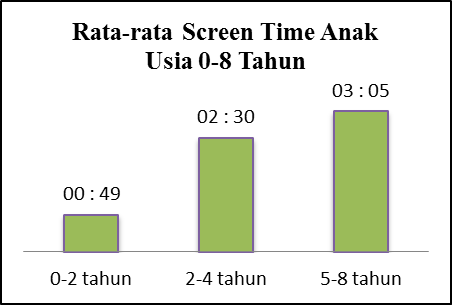 Rata-rata Screen Time Anak
Usia 0-8 Tahun
03 : 05
02 : 30
00 : 49
0-2 tahun 2-4 tahun 5-8 tahun